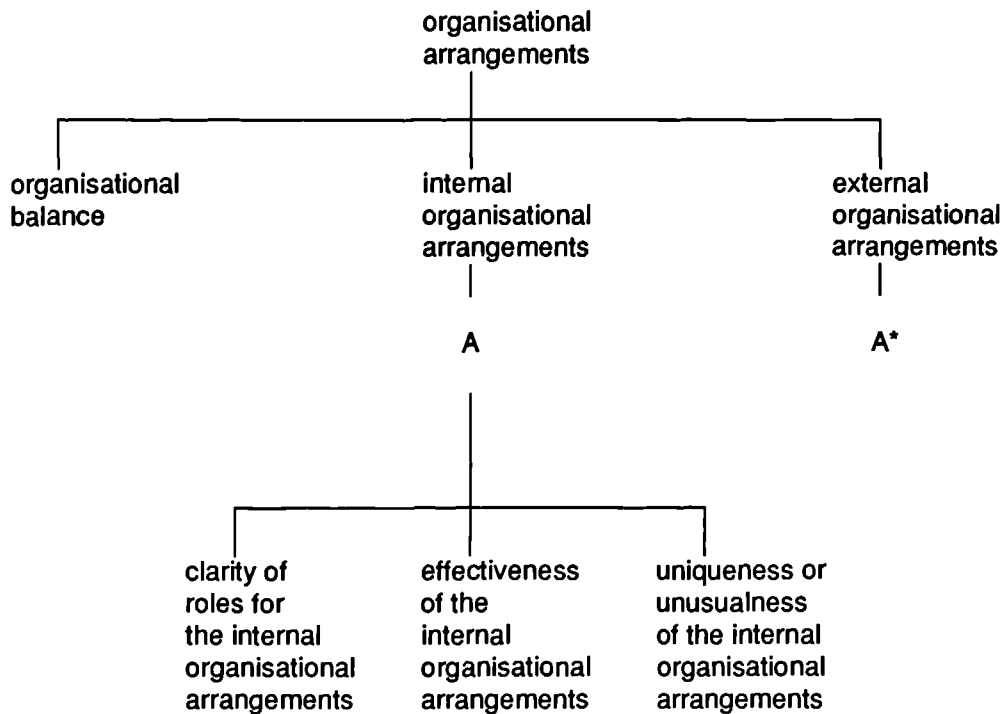 organisational
arrangements
organisational
balance
internal
organisational
arrangements
external
organisational
arrangements
A
A*
clarity of
roles for
the internal
organisational
arrangements
effectiveness
of the
internal
organisational
arrangements
uniqueness or
unusualness
of the internal
organisational
arrangements